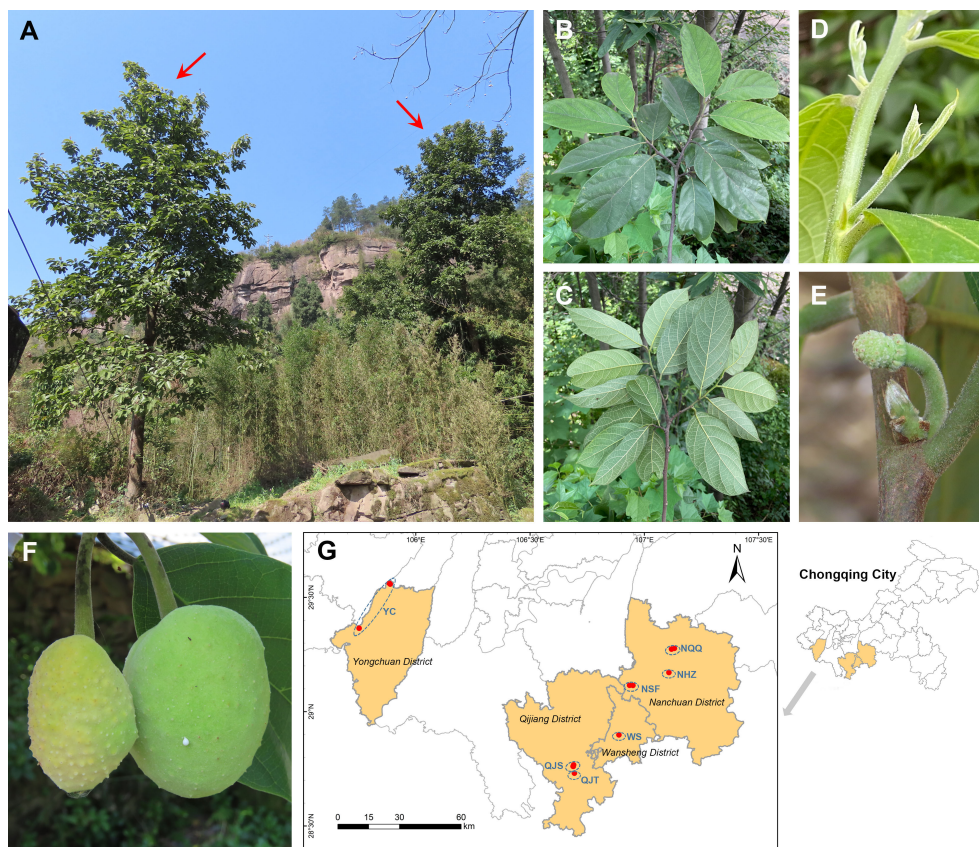 A
B
D
C
E
F
G
106°E
106°30'E
107°E
107°30'E
N
Chongqing City
29°30'N
YC
Yongchuan District
NQQ
NHZ
NSF
Nanchuan District
29°N
Qijiang District
WS
Wansheng District
QJS
QJT
28°30'N
0 15 30 60
km